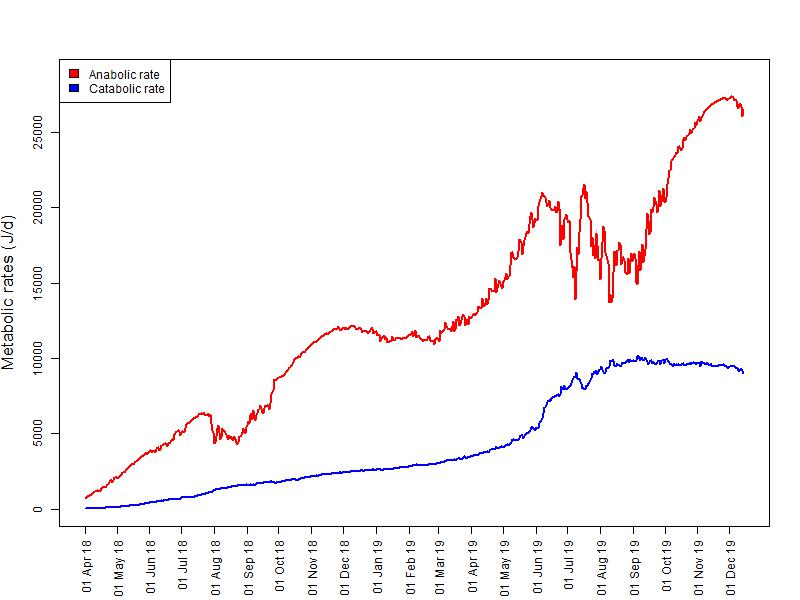 Anabolic rate
Catabolic rate
Metabolic rates (J/d)
25000
20000
15000
10000
5000
0
01 Apr 18
01 May 18
01 Jun 18
01 Jul 18
01 Aug 18
01 Sep 18
01 Oct 18
01 Nov 18
01 Dec 18
01 Jan 19
01 Feb 19
01 Mar 19
01 Apr 19
01 May 19
01 Jun 19
01 Jul 19
01 Aug 19
01 Sep 19
01 Oct 19
01 Nov 19
01 Dec 19